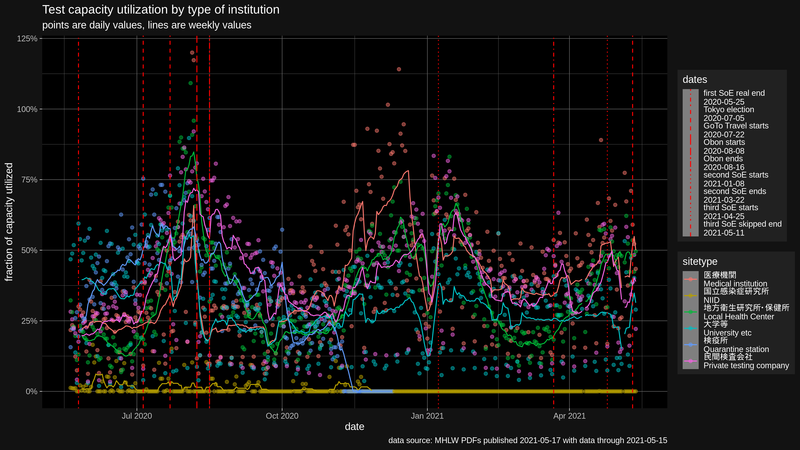 Test capacity utilization by type of institution
points are daily values, lines are weekly values
125%
100%
75%
50%
25%
0%
fraction of capacity utilized
Jul 2020
Oct 2020
Jan 2021
Apr 2021
date
dates
first SoE real end
2020-05-25
Tokyo election
2020-07-05
GoTo Travel starts
2020-07-22
Obon starts
2020-08-08
Obon ends
2020-08-16
second SoE starts
2021-01-08
second SoE ends
2021-03-22
third SoE starts
2021-04-25
third SoE skipped end
2021-05-11
sitetype
医療機関
Medical institution
国立感染症研究所
NIID
地方衛生研究所・保健所
Local Health Center
大学等
University etc
検疫所
Quarantine station
民間検査会社
Private testing company
data source: MHLW PDFs published 2021-05-17 with data through 2021-05-15